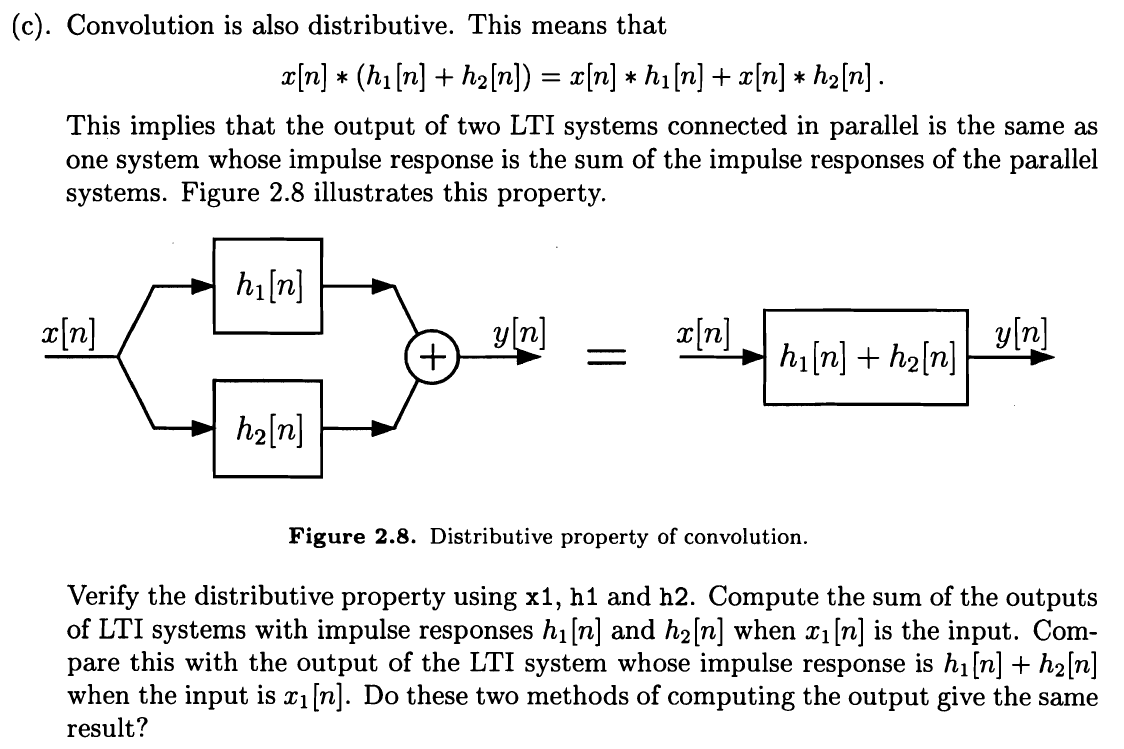 (c). Convolution is also distributive. This means that
x[n] * (h₁[n] + h₂[n]) = x[n] * h₁[n] + x[n] * h₂[n] .
This implies that the output of two LTI systems connected in parallel is the same as
one system whose impulse response is the sum of the impulse responses of the parallel
systems. Figure 2.8 illustrates this property.
h₁[n]
x[n]
+
y[n]
h₂[n]
=
x[n]
h₁[n] + h₂[n]
y[n]
Figure 2.8. Distributive property of convolution.
Verify the distributive property using x1, h1 and h2. Compute the sum of the outputs
of LTI systems with impulse responses h₁[n] and h₂[n] when x₁[n] is the input. Com-
pare this with the output of the LTI system whose impulse response is h₁[n] + h₂[n]
when the input is x₁[n]. Do these two methods of computing the output give the same
result?